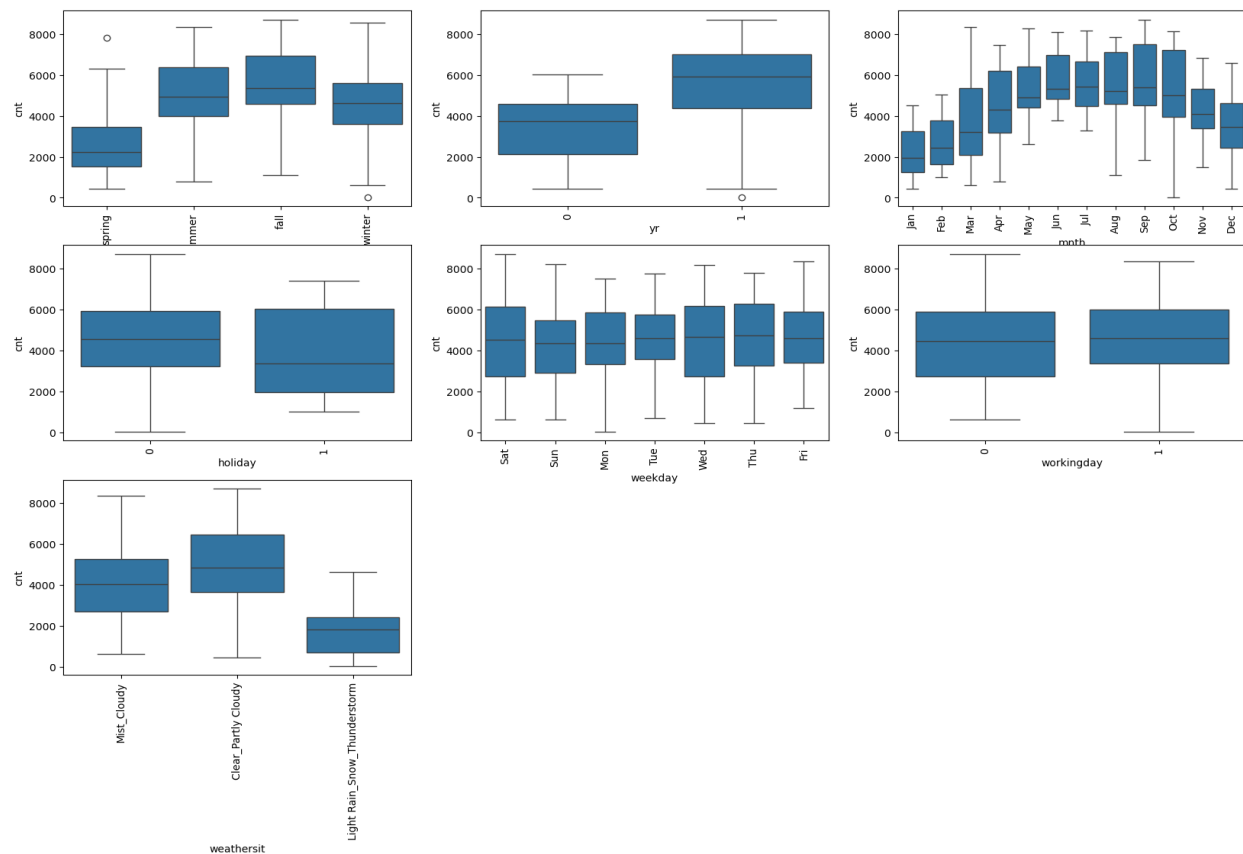 cnt
8000
6000
4000
2000
0
spring
mmer
fall
winter
cnt
8000
6000
4000
2000
0
0
1
yr
cnt
8000
6000
4000
2000
0
Jan
Feb
Mar
Apr
May
Jun
Jul
Aug
Sep
Oct
Nov
Dec
mnth
cnt
8000
6000
4000
2000
0
0
1
holiday
cnt
8000
6000
4000
2000
0
Sat
Sun
Mon
Tue
Wed
Thu
Fri
weekday
cnt
8000
6000
4000
2000
0
0
1
workingday
cnt
8000
6000
4000
2000
0
Mist_Cloudy
Clear_Partly Cloudy
Light Rain_Snow_Thunderstorm
weathersit